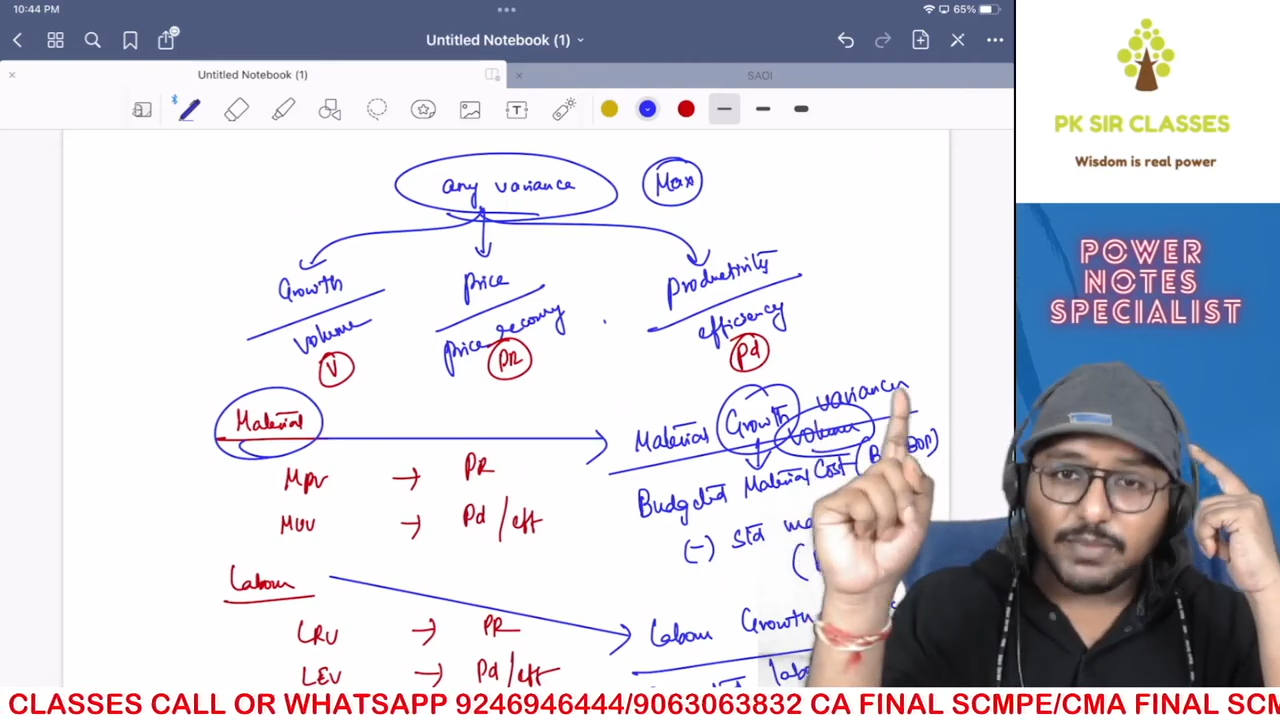 10:44 PM
65%
Untitled Notebook (1)
Untitled Notebook (1)
SAOI
PK SIR CLASSES
Wisdom is real power
POWER
NOTES
SPECIALIST
any variance
Max
Growth
volume
V
price
price recovery
PR
Productivity
efficiency
Pd
Material
MPV → PR
MUV → Pd/eff
Labour
LRV → PR
LEV → Pd/eff
Material Growth variances
volume
Budgeted Material Cost
(-) Std
Labour Growth
CLASSES CALL OR WHATSAPP 9246946444/9063063832 CA FINAL SCMPE/CMA FINAL